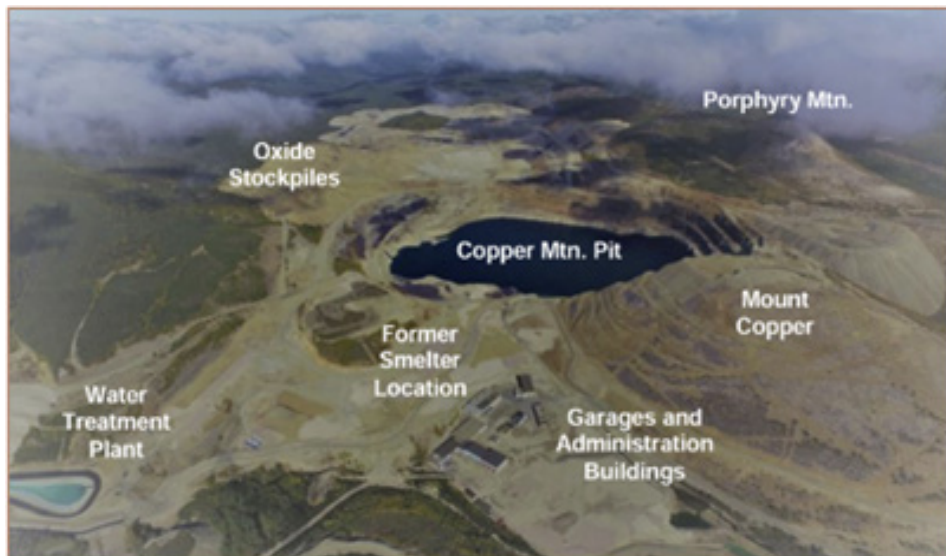 Porphyry Mtn.
Oxide
Stockpiles
Copper Mtn. Pit
Mount
Copper
Former
Smelter
Location
Water
Treatment
Plant
Garages and
Administration
Buildings